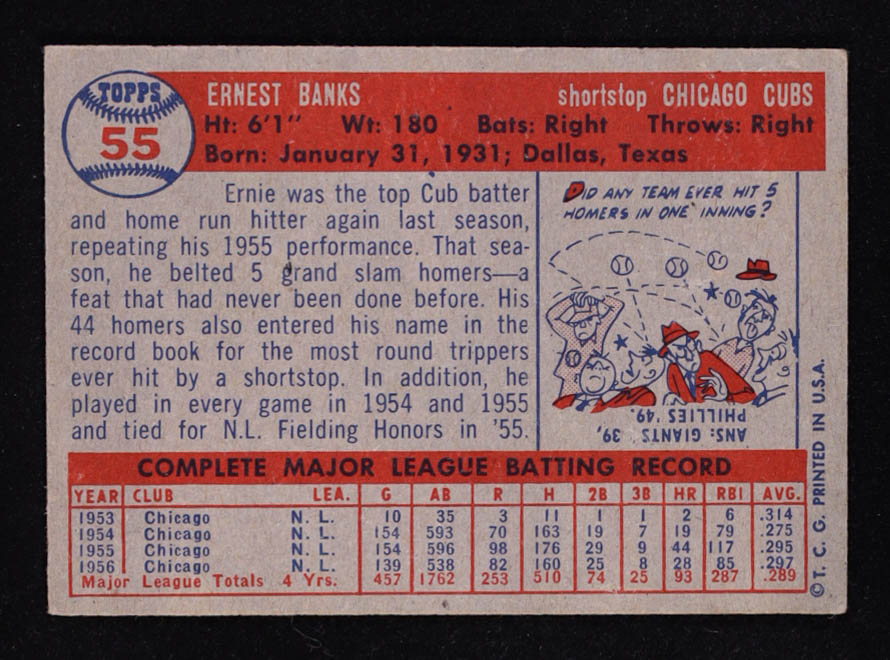 TOPPS
55
ERNEST BANKS shortstop CHICAGO CUBS
Ht: 6'1" Wt: 180 Bats: Right Throws: Right
Born: January 31, 1931; Dallas, Texas
Ernie was the top Cub batter
and home run hitter again last season,
repeating his 1955 performance. That sea-
son, he belted 5 grand slam homers—a
feat that had never been done before. His
44 homers also entered his name in the
record book for the most round trippers
ever hit by a shortstop. In addition, he
played in every game in 1954 and 1955
and tied for N.L. Fielding Honors in '55.
DID ANY TEAM EVER HIT 5
HOMERS IN ONE INNING?
ANS: GIANTS '39,
PHILLIES '49.
COMPLETE MAJOR LEAGUE BATTING RECORD
YEAR CLUB LEA. G AB R H 2B 3B HR RBI AVG.
1953 Chicago N. L. 10 35 3 11 1 1 2 6 .314
1954 Chicago N. L. 154 593 70 163 19 7 19 79 .275
1955 Chicago N. L. 154 596 98 176 29 9 44 117 .295
1956 Chicago N. L. 139 538 82 160 25 8 28 85 .297
Major League Totals 4 Yrs. 457 1762 253 510 74 25 93 287 .289
© T. C. G. PRINTED IN U.S.A.